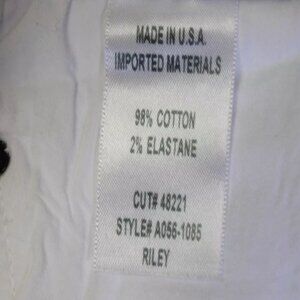 MADE IN U.S.A.
IMPORTED MATERIALS
98% COTTON
2% ELASTANE
CUT# 48221
STYLE# A056-1085
RILEY